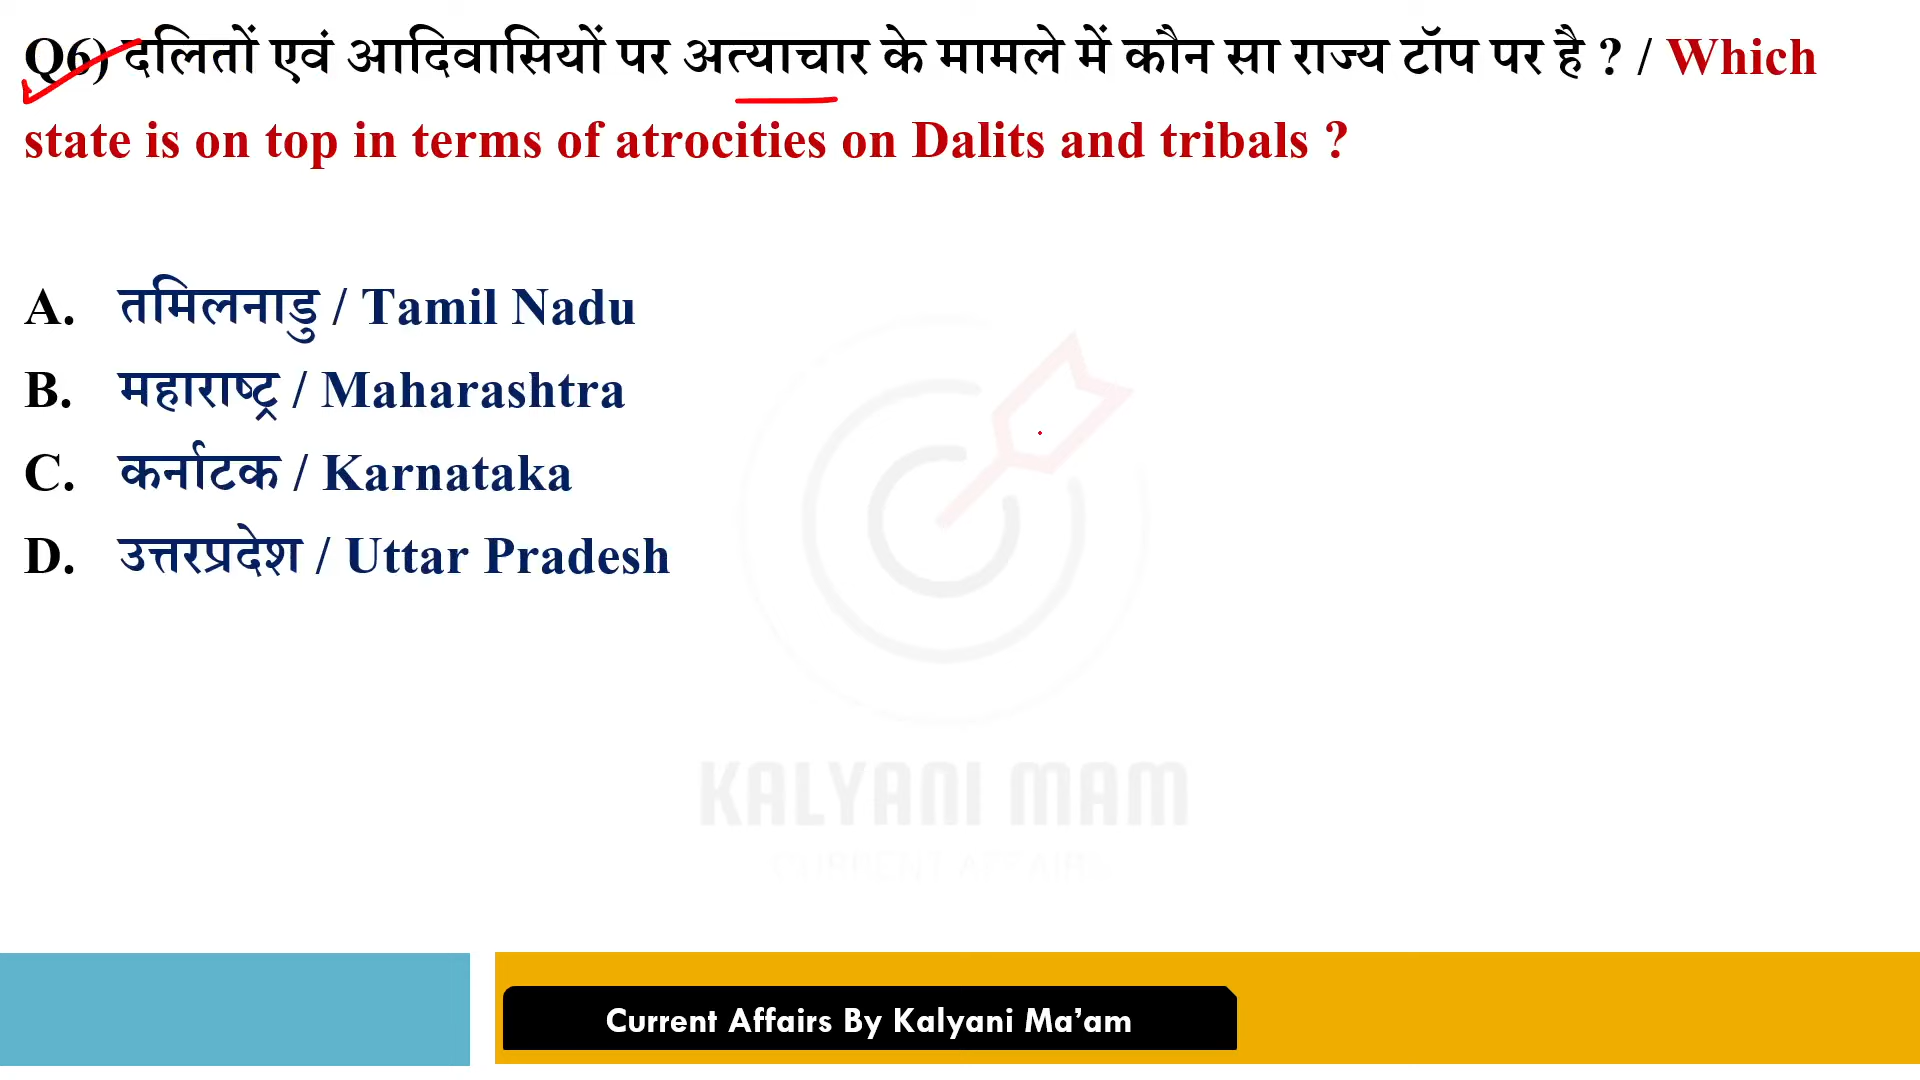 Q6) दलितों एवं आदिवासियों पर अत्याचार के मामले में कौन सा राज्य टॉप पर है ? / Which
state is on top in terms of atrocities on Dalits and tribals ?
A. तमिलनाडु / Tamil Nadu
B. महाराष्ट्र / Maharashtra
C. कर्नाटक / Karnataka
D. उत्तरप्रदेश / Uttar Pradesh
KALYANI MAM
CURRENT AFFAIRS
Current Affairs By Kalyani Ma’am